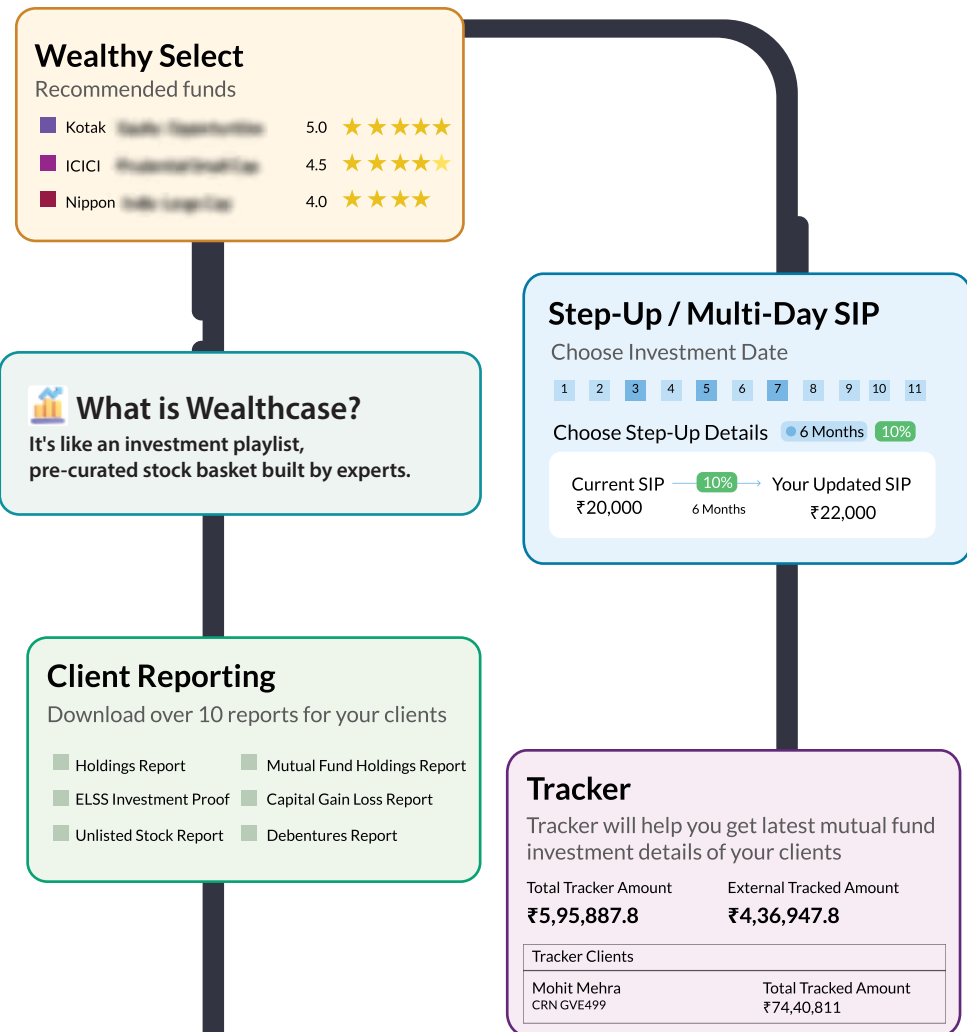 Wealthy Select
Recommended funds
Kotak 5.0
ICICI 4.5
Nippon 4.0
What is Wealthcase?
It's like an investment playlist,
pre-curated stock basket built by experts.
Step-Up / Multi-Day SIP
Choose Investment Date
1 2 3 4 5 6 7 8 9 10 11
Choose Step-Up Details 6 Months 10%
Current SIP 10% Your Updated SIP
₹20,000 6 Months ₹22,000
Client Reporting
Download over 10 reports for your clients
Holdings Report Mutual Fund Holdings Report
ELSS Investment Proof Capital Gain Loss Report
Unlisted Stock Report Debentures Report
Tracker
Tracker will help you get latest mutual fund
investment details of your clients
Total Tracker Amount External Tracked Amount
₹5,95,887.8 ₹4,36,947.8
Tracker Clients
Mohit Mehra Total Tracked Amount
CRN GVE499 ₹74,40,811